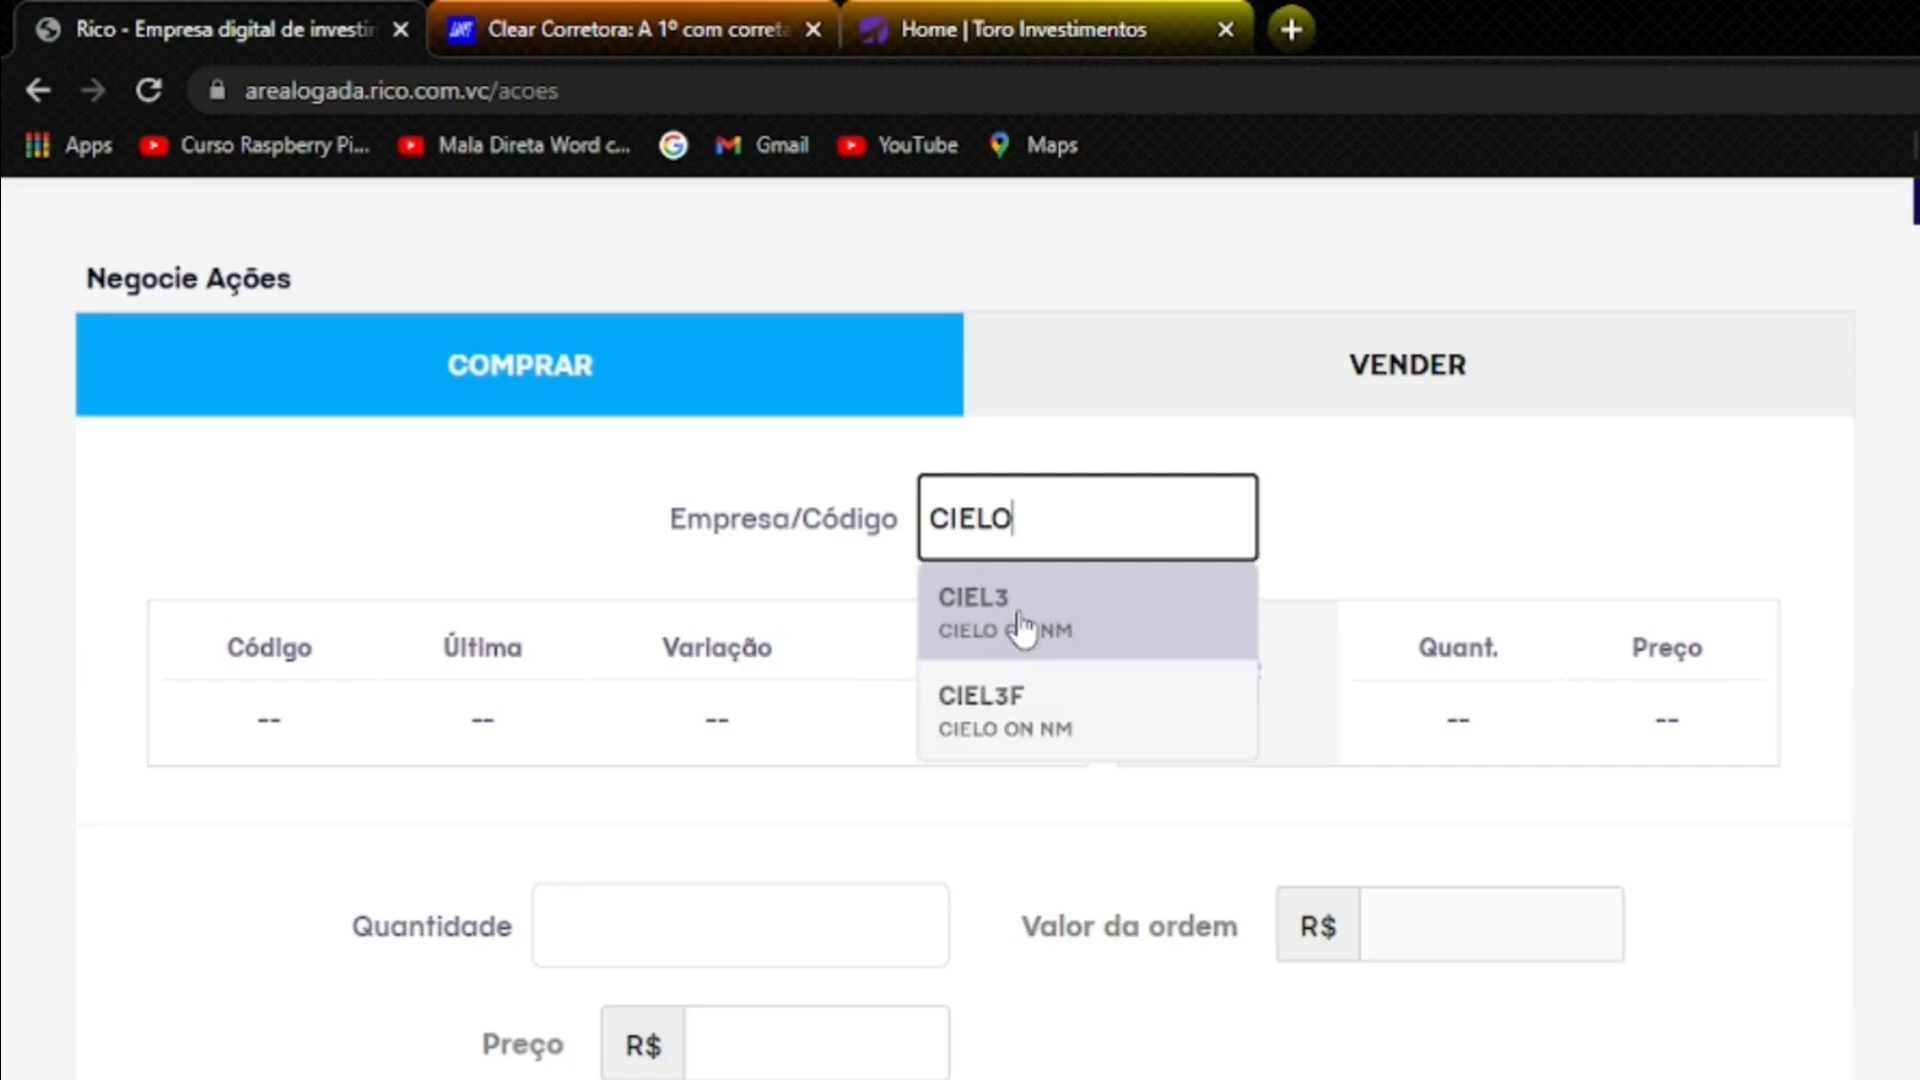 Rico - Empresa digital de investi
Clear Corretora: A 1º com corret
Home | Toro Investimentos
arealogada.rico.com.vc/acoes
Apps
Curso Raspberry Pi...
Mala Direta Word c...
Gmail
YouTube
Maps
Negocie Ações
COMPRAR
VENDER
Empresa/Código
CIELO
CIEL3
CIELO NM
CIEL3F
CIELO ON NM
Código Última Variação Quant. Preço
-- -- -- -- --
Quantidade
Valor da ordem R$
Preço R$